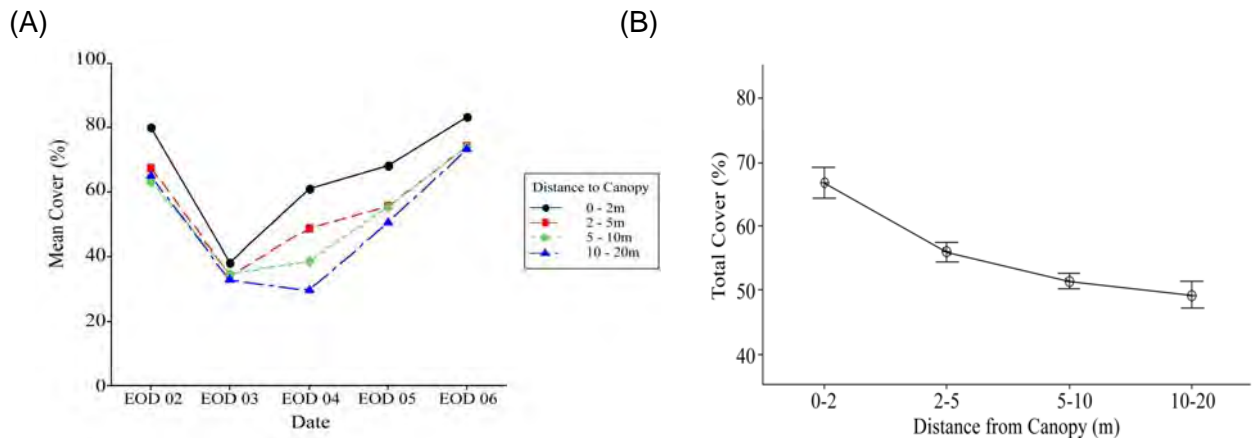 (A)
100
80
60
40
20
0
Mean Cover (%)
EOD 02 EOD 03 EOD 04 EOD 05 EOD 06
Date
Distance to Canopy
0 - 2m
2 - 5m
5 - 10m
10 - 20m
(B)
80
70
60
50
40
Total Cover (%)
0-2 2-5 5-10 10-20
Distance from Canopy (m)